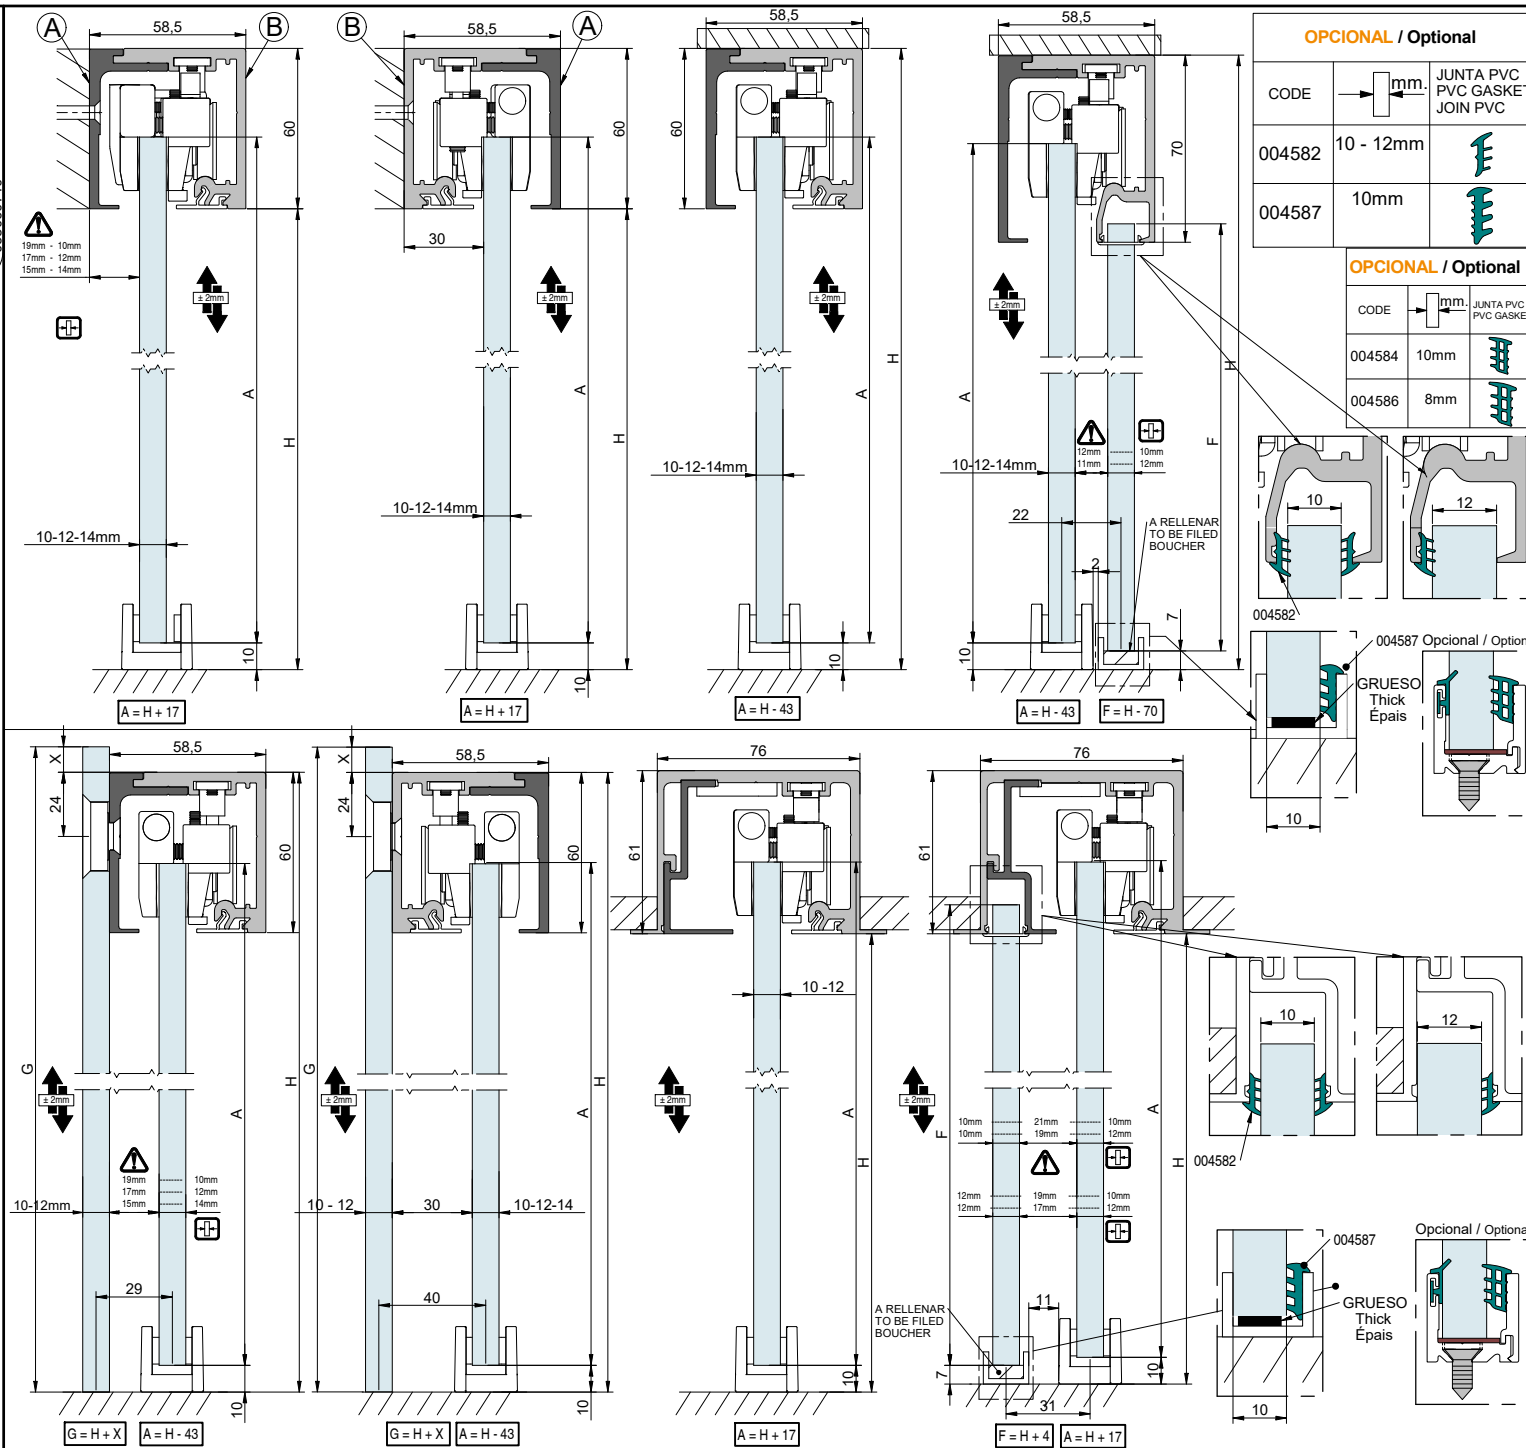 A
58,5
B
60
19mm - 10mm
17mm - 12mm
15mm - 14mm
± 2mm
A
H
10-12-14mm
10
A = H + 17
B
58,5
A
60
30
± 2mm
A
H
10-12-14mm
10
A = H + 17
58,5
60
± 2mm
A
H
10-12-14mm
10
A = H - 43
58,5
70
± 2mm
A
H
F
12mm
11mm
10mm
12mm
10-12-14mm
22
A RELLENAR
TO BE FILED
BOUCHER
2
7
10
A = H - 43
F = H - 70
OPCIONAL / Optional
CODE
mm.
JUNTA PVC
PVC GASKET
JOIN PVC
004582
10 - 12mm
004587
10mm
OPCIONAL / Optional
CODE
mm.
JUNTA PVC
PVC GASKE
004584
10mm
004586
8mm
10
12
004582
004587
Opcional / Option
GRUESO
Thick
Épais
10
X
58,5
24
60
G
± 2mm
A
H
19mm
17mm
15mm
10mm
12mm
14mm
10-12mm
29
10
G = H + X
A = H - 43
X
58,5
24
60
G
± 2mm
A
H
10 - 12
30
10-12-14
40
10
G = H + X
A = H - 43
76
61
10 -12
± 2mm
A
H
10
A = H + 17
76
61
± 2mm
F
A
H
10mm
10mm
21mm
19mm
10mm
12mm
12mm
12mm
19mm
17mm
10mm
12mm
A RELLENAR
TO BE FILED
BOUCHER
11
7
10
31
F = H + 4
A = H + 17
10
12
004582
004587
Opcional / Optiona
GRUESO
Thick
Épais
10